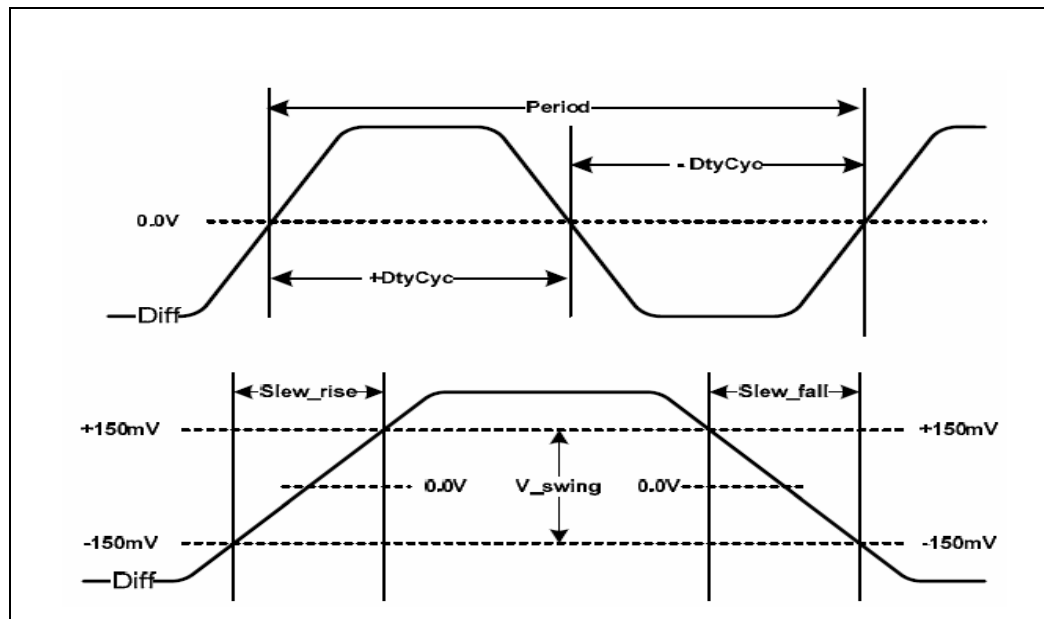 Period
- DtyCyc
0.0V
+DtyCyc
Diff
Slew_rise
Slew_fall
+150mV
+150mV
0.0V
V_swing
0.0V
-150mV
-150mV
Diff